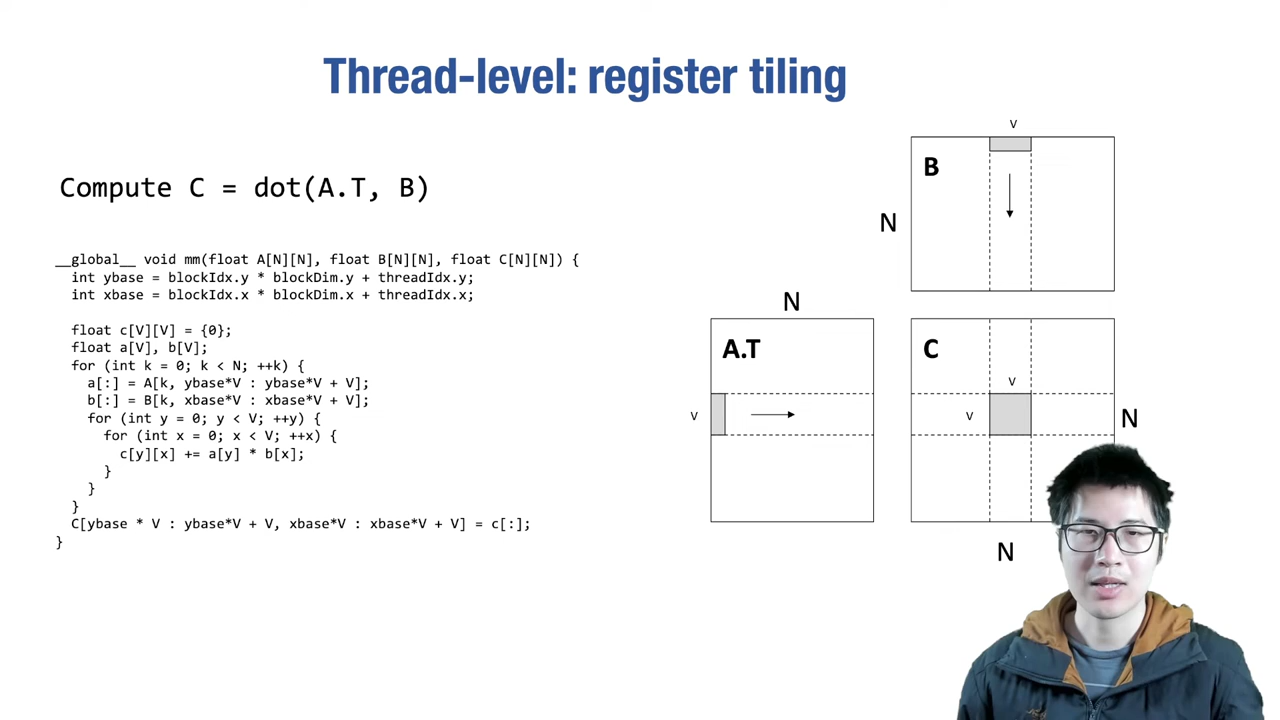 Thread-level: register tiling
Compute C = dot(A.T, B)
__global__ void mm(float A[N][N], float B[N][N], float C[N][N]) {
  int ybase = blockIdx.y * blockDim.y + threadIdx.y;
  int xbase = blockIdx.x * blockDim.x + threadIdx.x;

  float c[V][V] = {0};
  float a[V], b[V];
  for (int k = 0; k < N; ++k) {
    a[:] = A[k, ybase*V : ybase*V + V];
    b[:] = B[k, xbase*V : xbase*V + V];
    for (int y = 0; y < V; ++y) {
      for (int x = 0; x < V; ++x) {
        c[y][x] += a[y] * b[x];
      }
    }
  }
  C[ybase * V : ybase*V + V, xbase*V : xbase*V + V] = c[:];
}
V
B
N
N
A.T
V
C
V
V
N
N